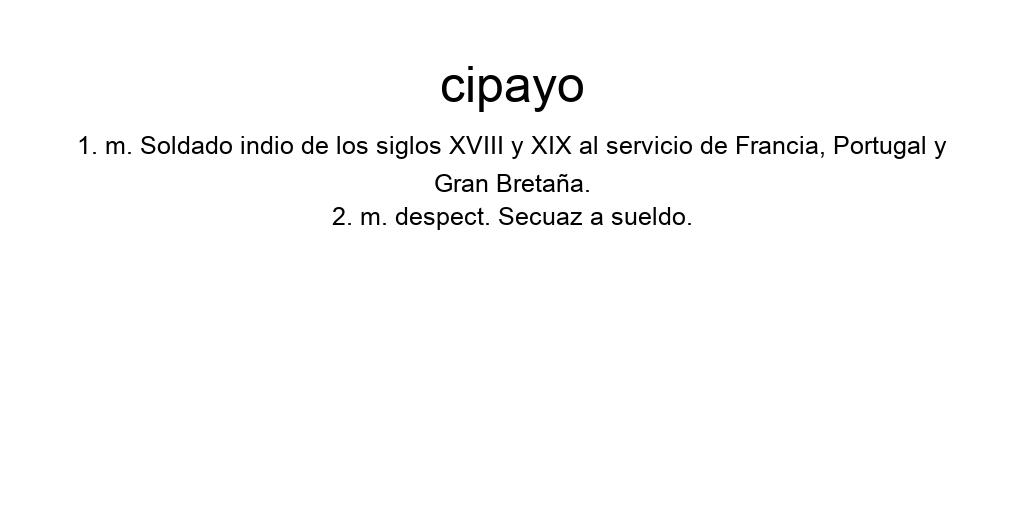 cipayo
1. m. Soldado indio de los siglos XVIII y XIX al servicio de Francia, Portugal y
Gran Bretaña.
2. m. despect. Secuaz a sueldo.